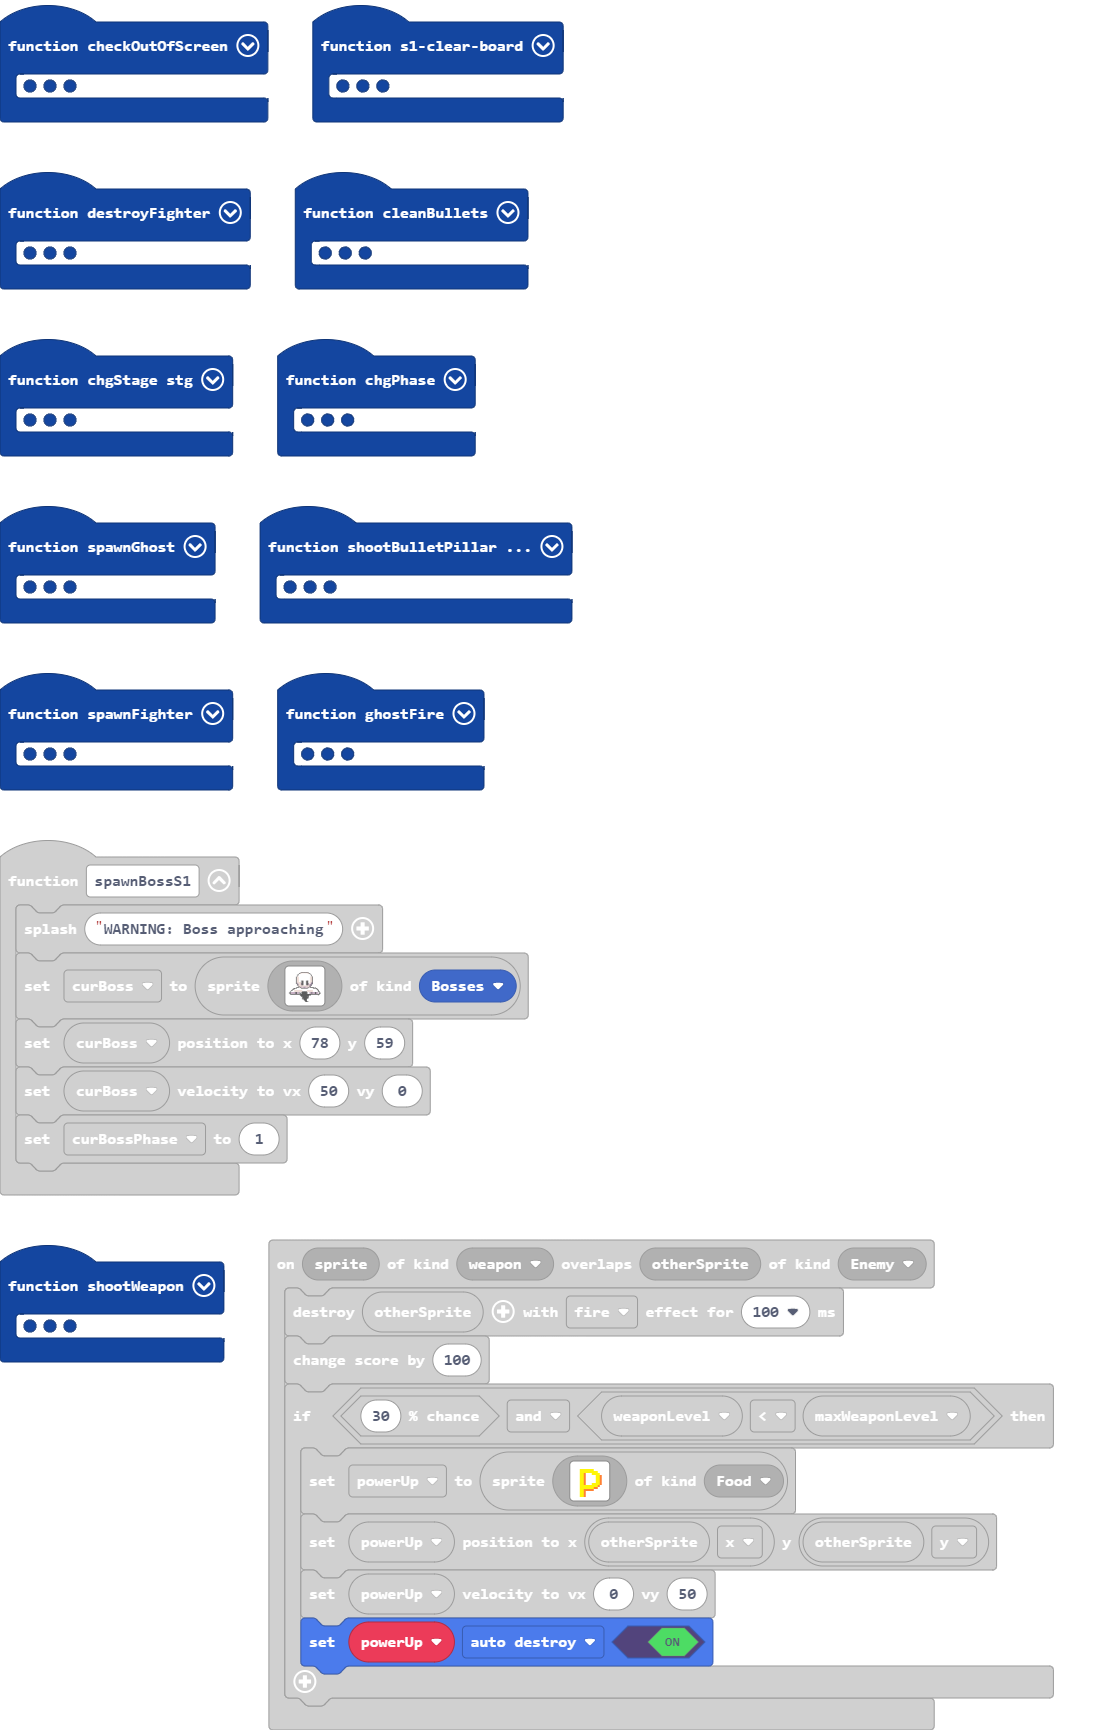 function checkOutOfScreen
function s1-clear-board
function destroyFighter
function cleanBullets
function chgStage stg
function chgPhase
function spawnGhost
function shootBulletPillar ...
function spawnFighter
function ghostFire
function spawnBossS1
splash "WARNING: Boss approaching"
set curBoss to sprite of kind Bosses
set curBoss position to x 78 y 59
set curBoss velocity to vx 50 vy 0
set curBossPhase to 1
function shootWeapon
on sprite of kind weapon overlaps otherSprite of kind Enemy
destroy otherSprite with fire effect for 100 ms
change score by 100
if 30 % chance and weaponLevel < maxWeaponLevel then
set powerUp to sprite P of kind Food
set powerUp position to x otherSprite x y otherSprite y
set powerUp velocity to vx 0 vy 50
set powerUp auto destroy ON